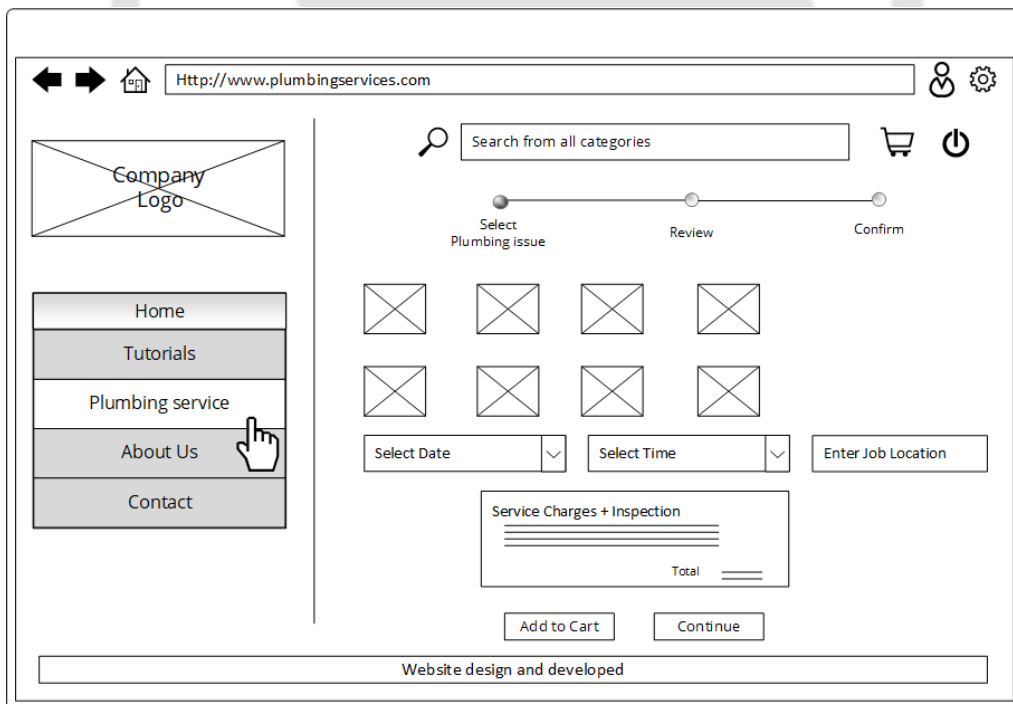 Http://www.plumbingservices.com
Search from all categories
Company
Logo
Select
Plumbing issue
Review
Confirm
Home
Tutorials
Plumbing service
About Us
Contact
Select Date
Select Time
Enter Job Location
Service Charges + Inspection
Total
Add to Cart
Continue
Website design and developed